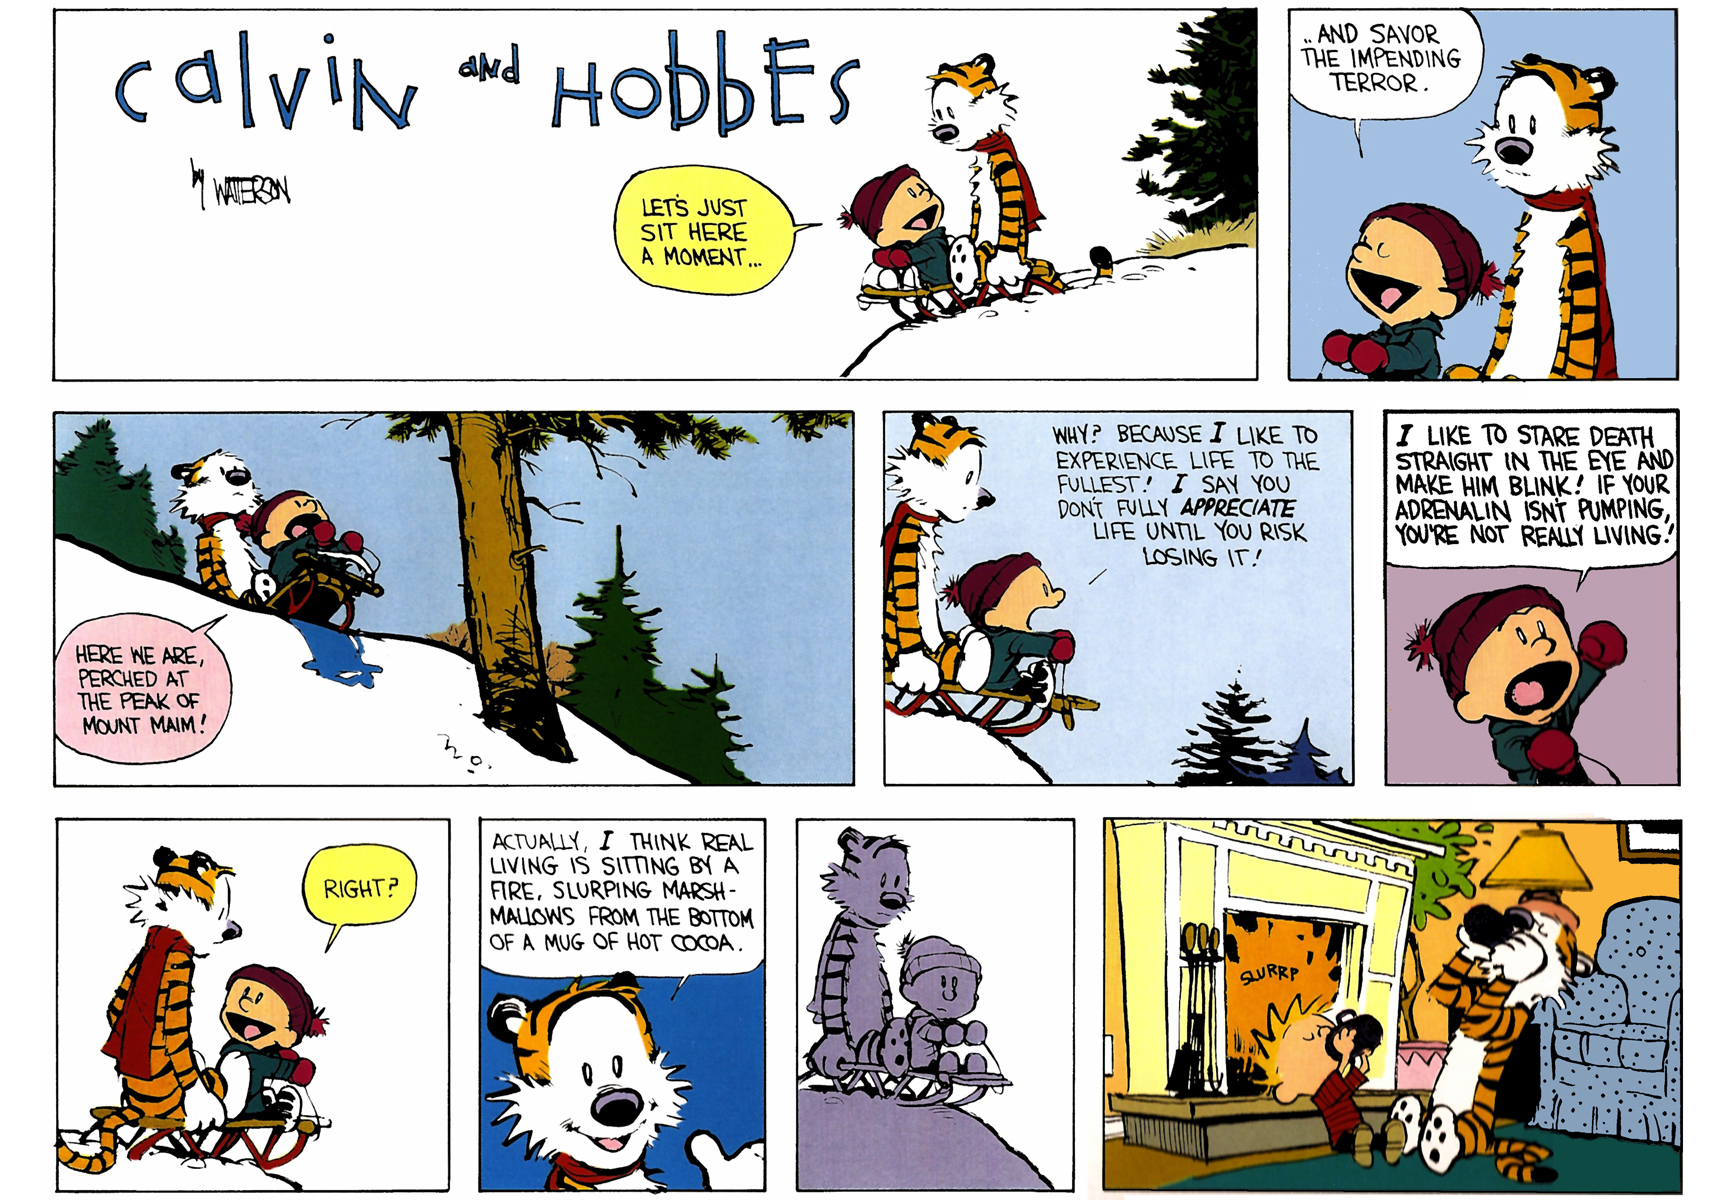 Calvin and Hobbes
by Watterson
LET'S JUST
SIT HERE
A MOMENT...
..AND SAVOR
THE IMPENDING
TERROR.
HERE WE ARE,
PERCHED AT
THE PEAK OF
MOUNT MAIM!
WHY? BECAUSE I LIKE TO
EXPERIENCE LIFE TO THE
FULLEST! I SAY YOU
DON'T FULLY APPRECIATE
LIFE UNTIL YOU RISK
LOSING IT!
I LIKE TO STARE DEATH
STRAIGHT IN THE EYE AND
MAKE HIM BLINK! IF YOUR
ADRENALIN ISN'T PUMPING,
YOU'RE NOT REALLY LIVING!
RIGHT?
ACTUALLY, I THINK REAL
LIVING IS SITTING BY A
FIRE, SLURPING MARSH-
MALLOWS FROM THE BOTTOM
OF A MUG OF HOT COCOA.
SLURRP